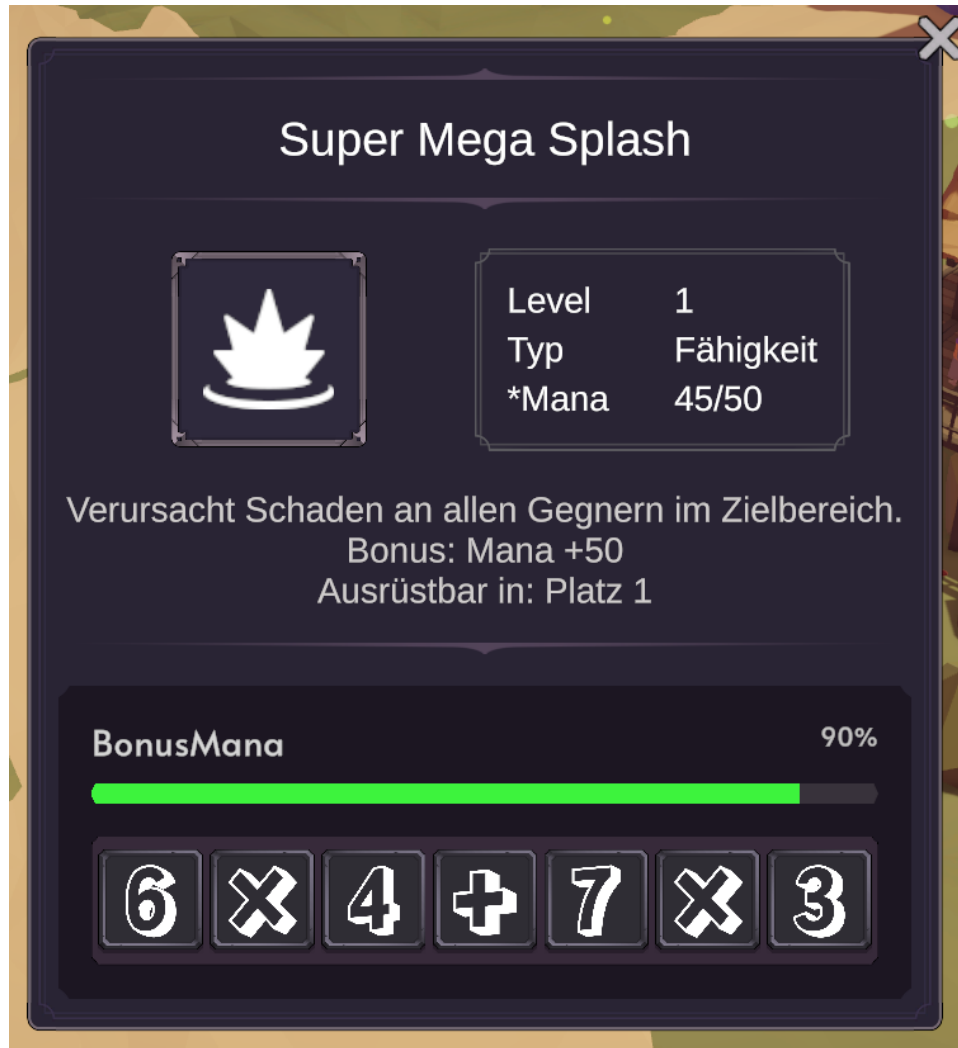 Super Mega Splash
Level 1
Typ Fähigkeit
*Mana 45/50
Verursacht Schaden an allen Gegnern im Zielbereich.
Bonus: Mana +50
Ausrüstbar in: Platz 1
BonusMana 90%
6 × 4 + 7 × 3